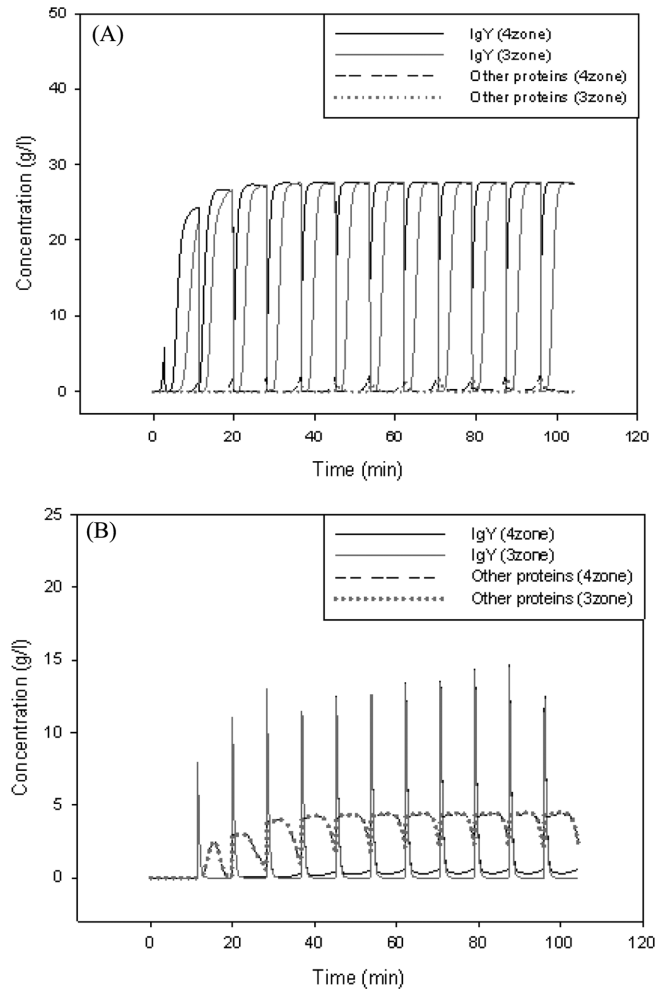 (A)
IgY (4zone)
IgY (3zone)
Other proteins (4zone)
Other proteins (3zone)
Concentration (g/l)
50
40
30
20
10
0
0 20 40 60 80 100 120
Time (min)
(B)
IgY (4zone)
IgY (3zone)
Other proteins (4zone)
Other proteins (3zone)
Concentration (g/l)
25
20
15
10
5
0
0 20 40 60 80 100 120
Time (min)